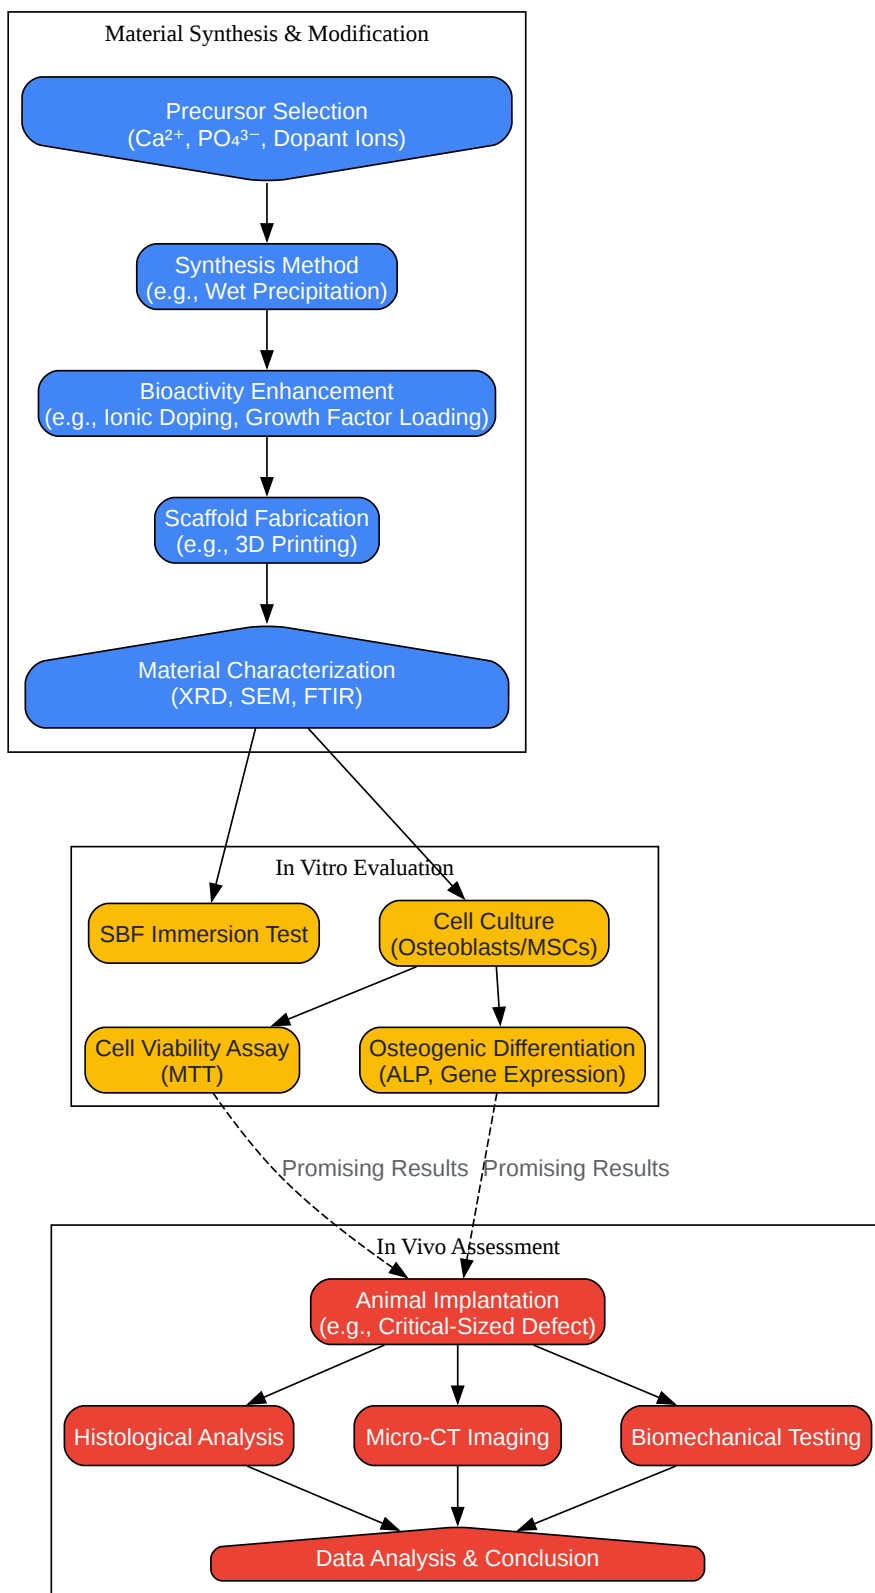 Material Synthesis & Modification
Precursor Selection
(Ca²⁺, PO₄³⁻, Dopant Ions)
Synthesis Method
(e.g., Wet Precipitation)
Bioactivity Enhancement
(e.g., Ionic Doping, Growth Factor Loading)
Scaffold Fabrication
(e.g., 3D Printing)
Material Characterization
(XRD, SEM, FTIR)
In Vitro Evaluation
SBF Immersion Test
Cell Culture
(Osteoblasts/MSCs)
Cell Viability Assay
(MTT)
Osteogenic Differentiation
(ALP, Gene Expression)
Promising Results
Promising Results
In Vivo Assessment
Animal Implantation
(e.g., Critical-Sized Defect)
Histological Analysis
Micro-CT Imaging
Biomechanical Testing
Data Analysis & Conclusion